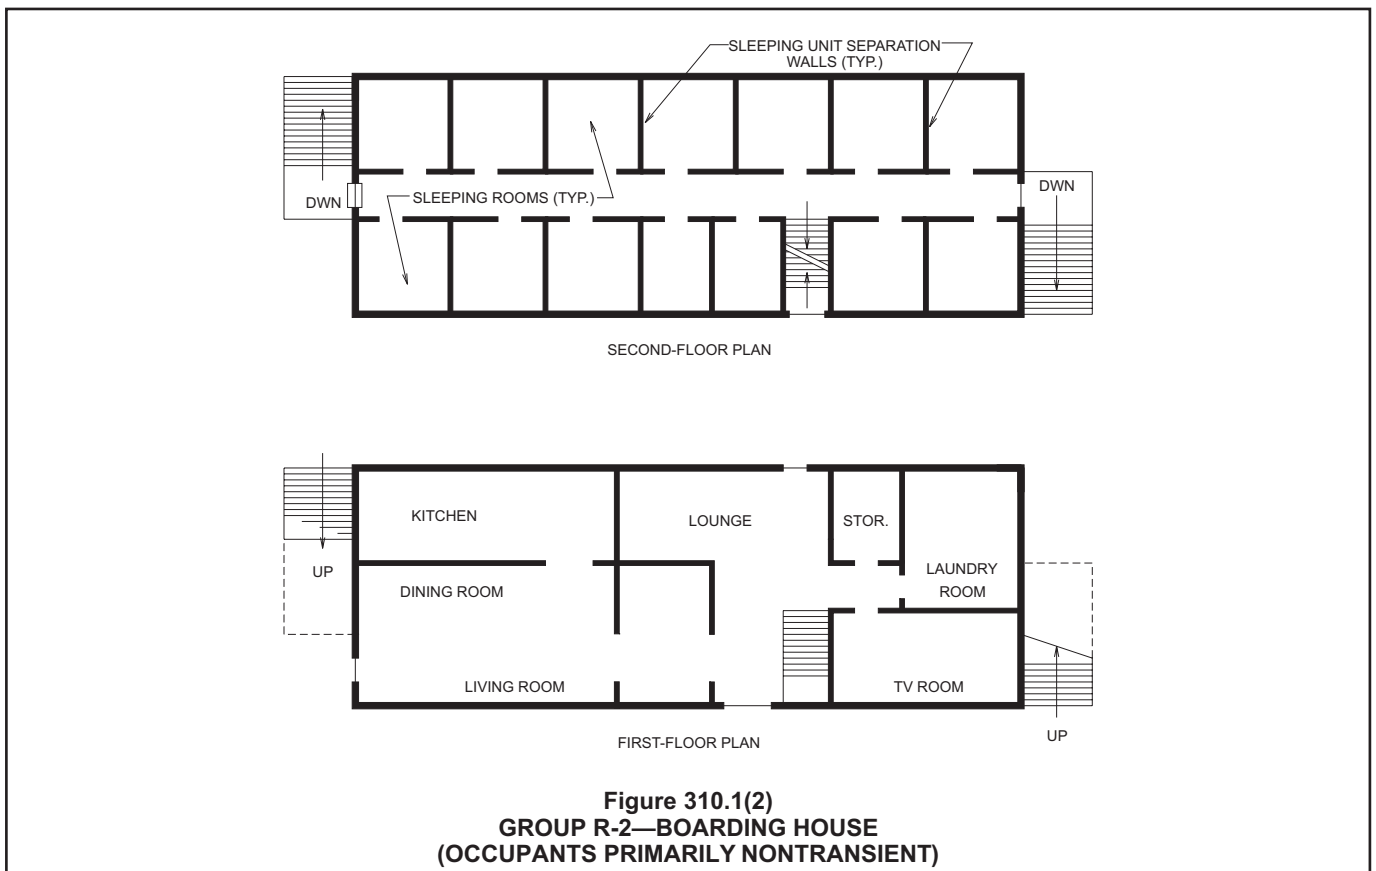 SLEEPING UNIT SEPARATION
WALLS (TYP.)
DWN
SLEEPING ROOMS (TYP.)
DWN
SECOND-FLOOR PLAN
KITCHEN
LOUNGE
STOR.
UP
DINING ROOM
LAUNDRY
ROOM
LIVING ROOM
TV ROOM
UP
FIRST-FLOOR PLAN
Figure 310.1(2)
GROUP R-2—BOARDING HOUSE
(OCCUPANTS PRIMARILY NONTRANSIENT)